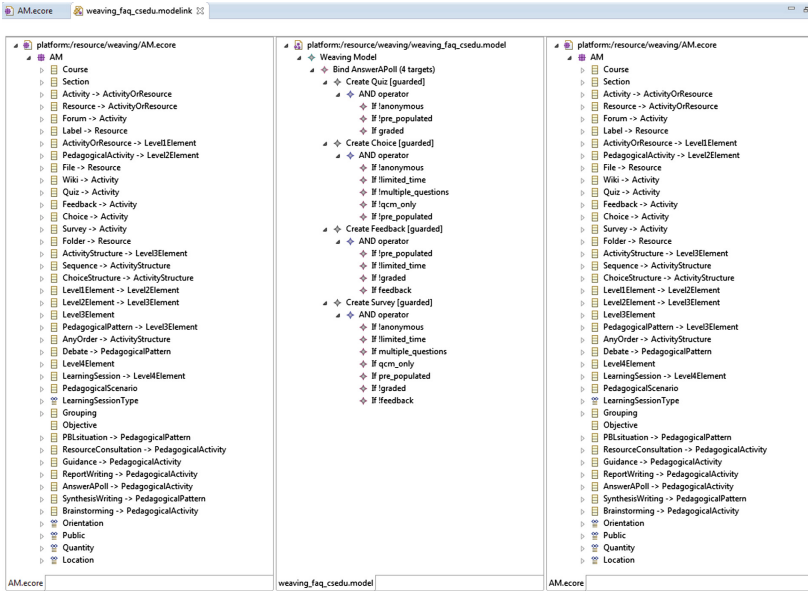 AM.ecore
weaving_faq_csedu.modelink
platform:/resource/weaving/AM.ecore
AM
Course
Section
Activity -> ActivityOrResource
Resource -> ActivityOrResource
Forum -> Activity
Label -> Resource
ActivityOrResource -> Level1Element
PedagogicalActivity -> Level2Element
File -> Resource
Wiki -> Activity
Quiz -> Activity
Feedback -> Activity
Choice -> Activity
Survey -> Activity
Folder -> Resource
ActivityStructure -> Level3Element
Sequence -> ActivityStructure
ChoiceStructure -> ActivityStructure
Level1Element -> Level2Element
Level2Element -> Level3Element
Level3Element
PedagogicalPattern -> Level3Element
AnyOrder -> ActivityStructure
Debate -> PedagogicalPattern
Level4Element
LearningSession -> Level4Element
PedagogicalScenario
LearningSessionType
Grouping
Objective
PBLsituation -> PedagogicalPattern
ResourceConsultation -> PedagogicalActivity
Guidance -> PedagogicalActivity
ReportWriting -> PedagogicalActivity
AnswerAPoll -> PedagogicalActivity
SynthesisWriting -> PedagogicalPattern
Brainstorming -> PedagogicalActivity
Orientation
Public
Quantity
Location
AM.ecore
platform:/resource/weaving/weaving_faq_csedu.model
Weaving Model
Bind AnswerAPoll (4 targets)
Create Quiz [guarded]
AND operator
If !anonymous
If !pre_populated
If graded
Create Choice [guarded]
AND operator
If !anonymous
If !limited_time
If !multiple_questions
If !qcm_only
If !pre_populated
Create Feedback [guarded]
AND operator
If !pre_populated
If !limited_time
If !graded
If feedback
Create Survey [guarded]
AND operator
If !anonymous
If !limited_time
If multiple_questions
If qcm_only
If pre_populated
If !graded
If !feedback
weaving_faq_csedu.model
platform:/resource/weaving/AM.ecore
AM
Course
Section
Activity -> ActivityOrResource
Resource -> ActivityOrResource
Forum -> Activity
Label -> Resource
ActivityOrResource -> Level1Element
PedagogicalActivity -> Level2Element
File -> Resource
Wiki -> Activity
Quiz -> Activity
Feedback -> Activity
Choice -> Activity
Survey -> Activity
Folder -> Resource
ActivityStructure -> Level3Element
Sequence -> ActivityStructure
ChoiceStructure -> ActivityStructure
Level1Element -> Level2Element
Level2Element -> Level3Element
Level3Element
PedagogicalPattern -> Level3Element
AnyOrder -> ActivityStructure
Debate -> PedagogicalPattern
Level4Element
LearningSession -> Level4Element
PedagogicalScenario
LearningSessionType
Grouping
Objective
PBLsituation -> PedagogicalPattern
ResourceConsultation -> PedagogicalActivity
Guidance -> PedagogicalActivity
ReportWriting -> PedagogicalActivity
AnswerAPoll -> PedagogicalActivity
SynthesisWriting -> PedagogicalPattern
Brainstorming -> PedagogicalActivity
Orientation
Public
Quantity
Location
AM.ecore